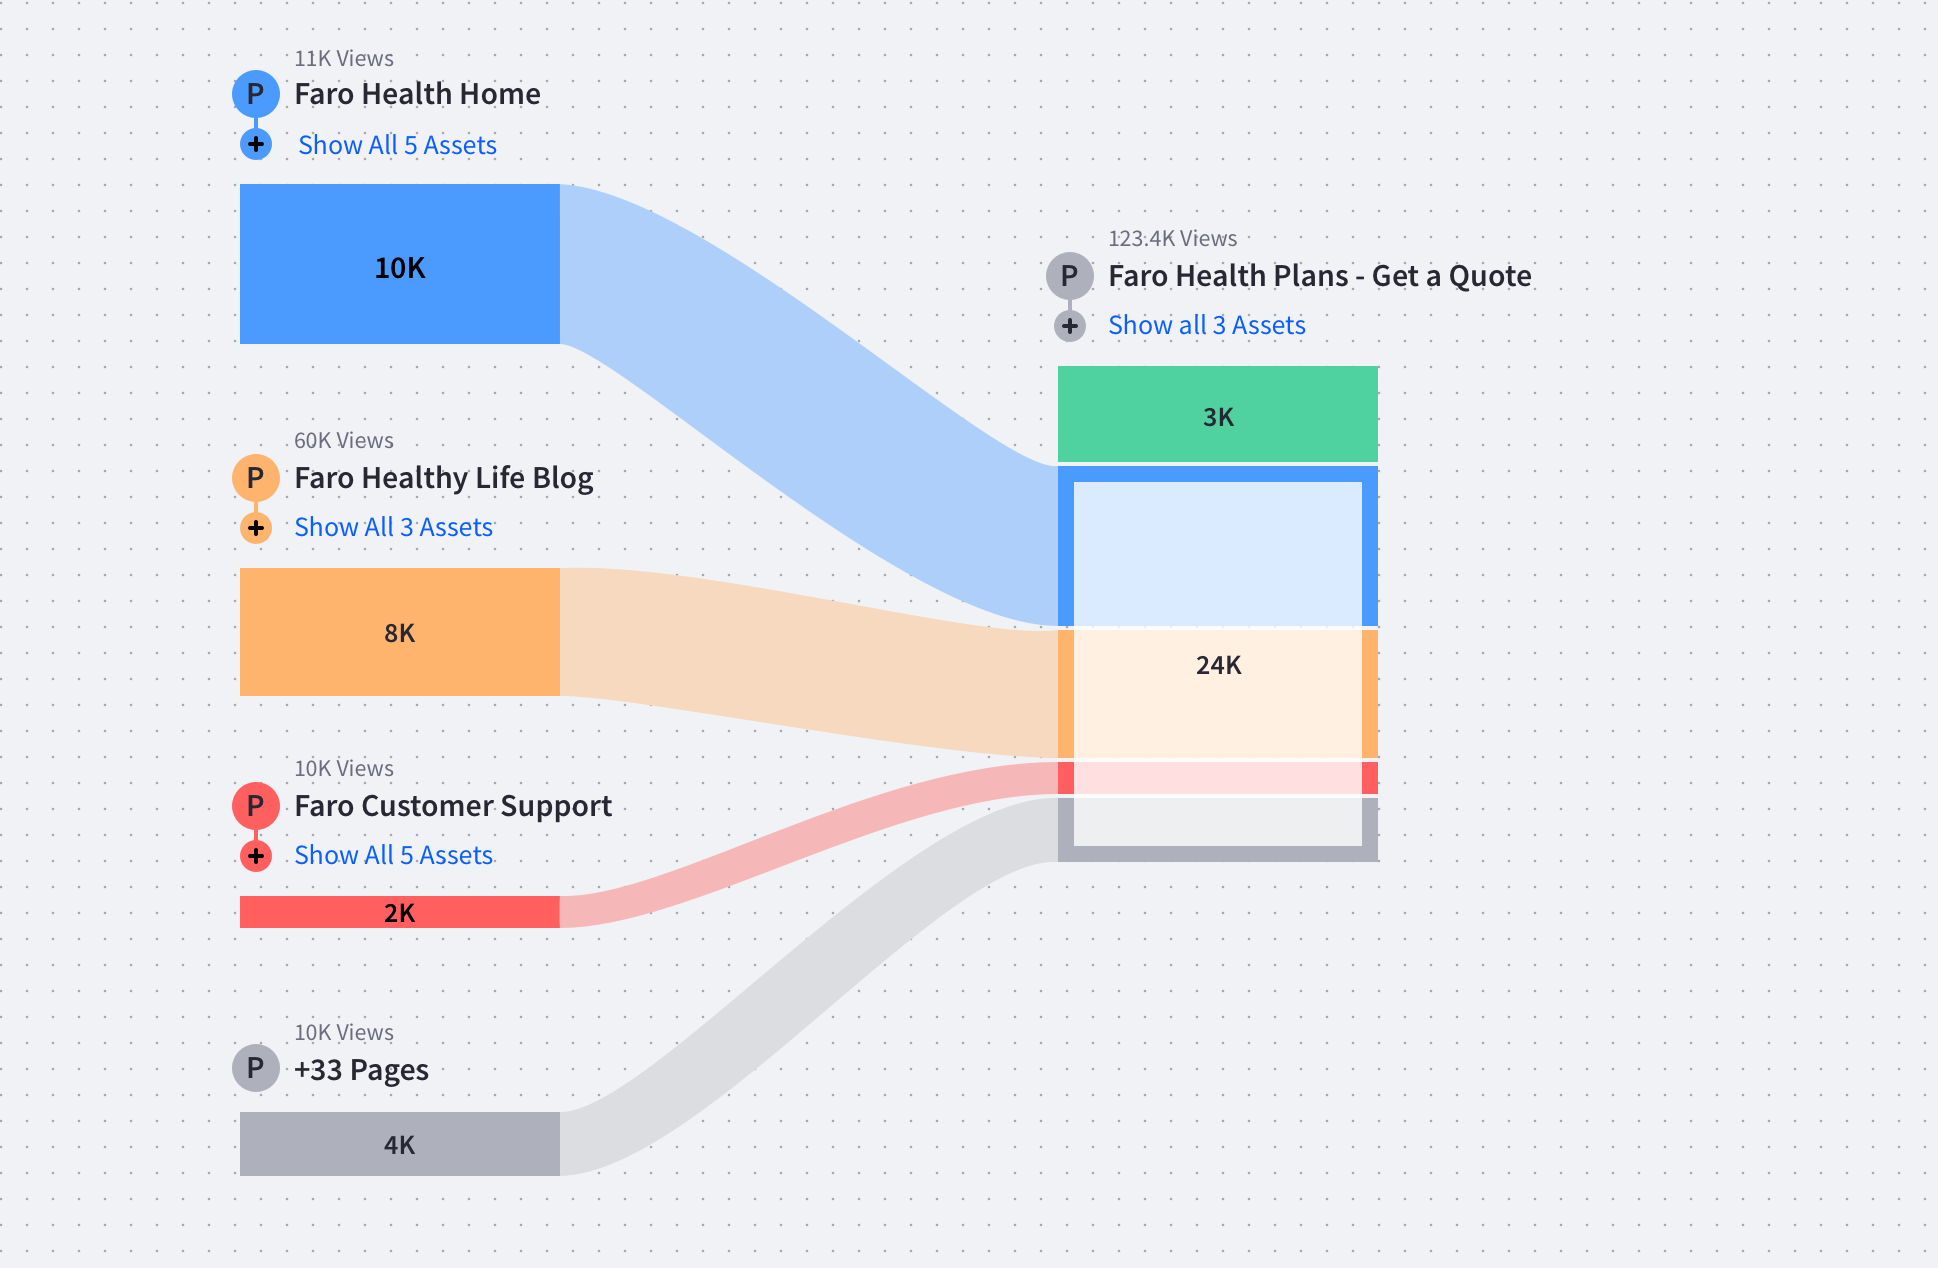 11K Views
P
Faro Health Home
+
Show All 5 Assets
10K
123.4K Views
P
Faro Health Plans - Get a Quote
+
Show all 3 Assets
3K
60K Views
P
Faro Healthy Life Blog
+
Show All 3 Assets
8K
24K
10K Views
P
Faro Customer Support
+
Show All 5 Assets
2K
10K Views
P
+33 Pages
4K